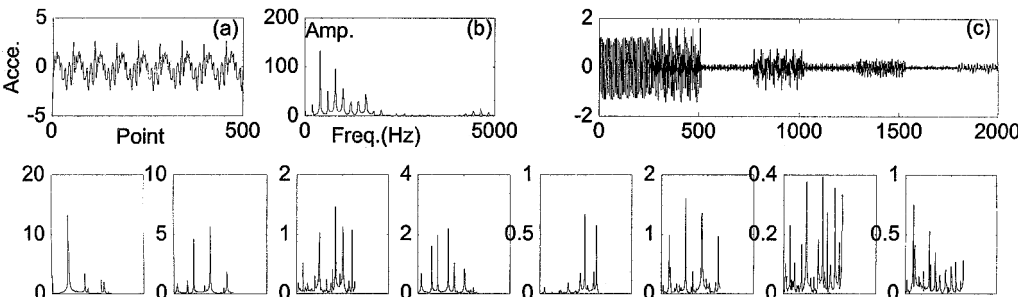 5 (a)
Acce. 0
-5
0 Point 500
200 Amp. (b)
100
0
0 Freq.(Hz) 5000
2 (c)
0
-2
0 500 1000 1500 2000
20 10 2 4 1 2 0.4 1
10 5 1 2 0.5 1 0.2 0.5
0 0 0 0 0 0 0 0